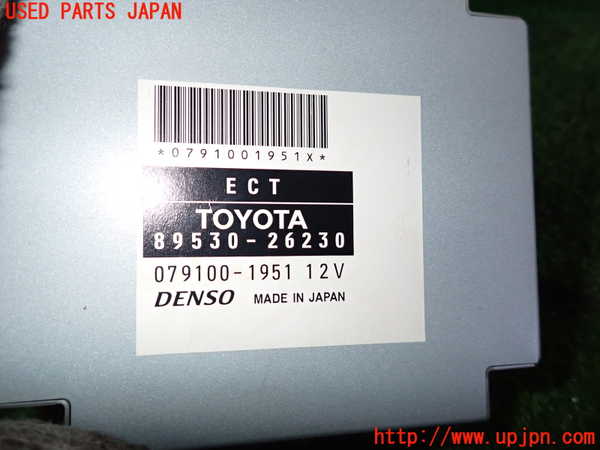 USED PARTS JAPAN
*0791001951X*
ECT
TOYOTA
89530-26230
079100-1951 12V
DENSO MADE IN JAPAN
http://www.upjpn.com/